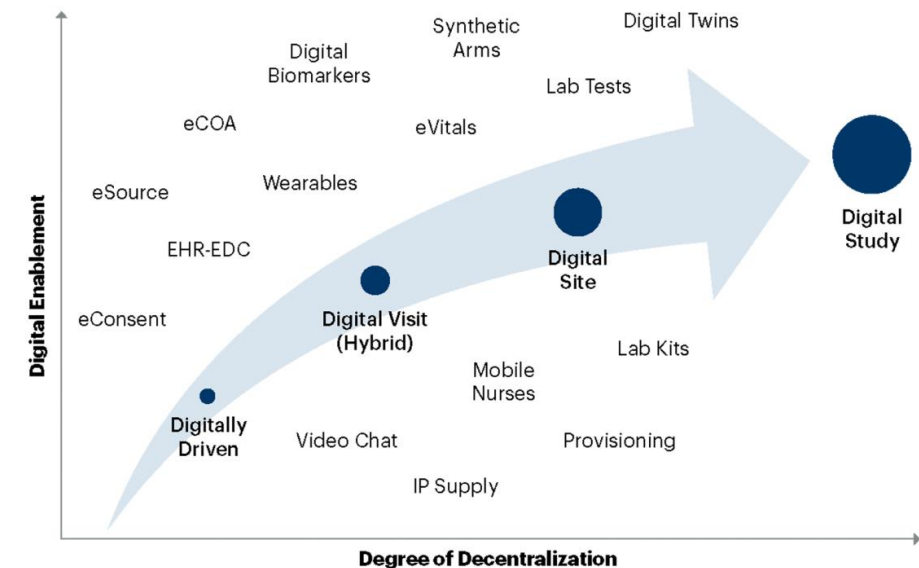 Digital Twins
Synthetic
Arms
Digital
Biomarkers
Lab Tests
eCOA
eVitals
Wearables
eSource
Digital
Study
EHR-EDC
Digital
Site
eConsent
Digital Visit
(Hybrid)
Lab Kits
Mobile
Nurses
Digitally
Driven
Video Chat
Provisioning
IP Supply
Digital Enablement
Degree of Decentralization